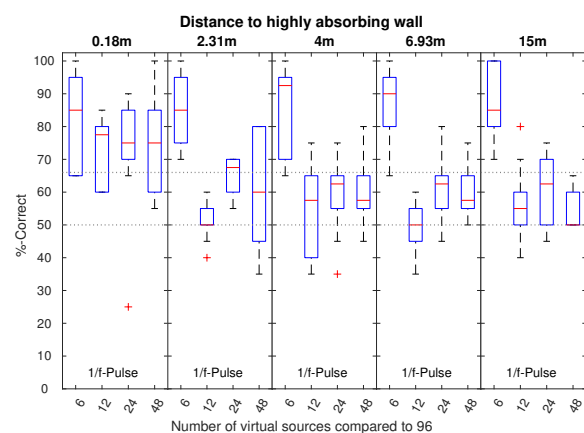 Distance to highly absorbing wall
0.18m 2.31m 4m 6.93m 15m
100
90
80
70
60
50
40
30
20
10
0
%-Correct
1/f-Pulse 1/f-Pulse 1/f-Pulse 1/f-Pulse 1/f-Pulse
6 12 24 48 6 12 24 48 6 12 24 48 6 12 24 48 6 12 24 48
Number of virtual sources compared to 96